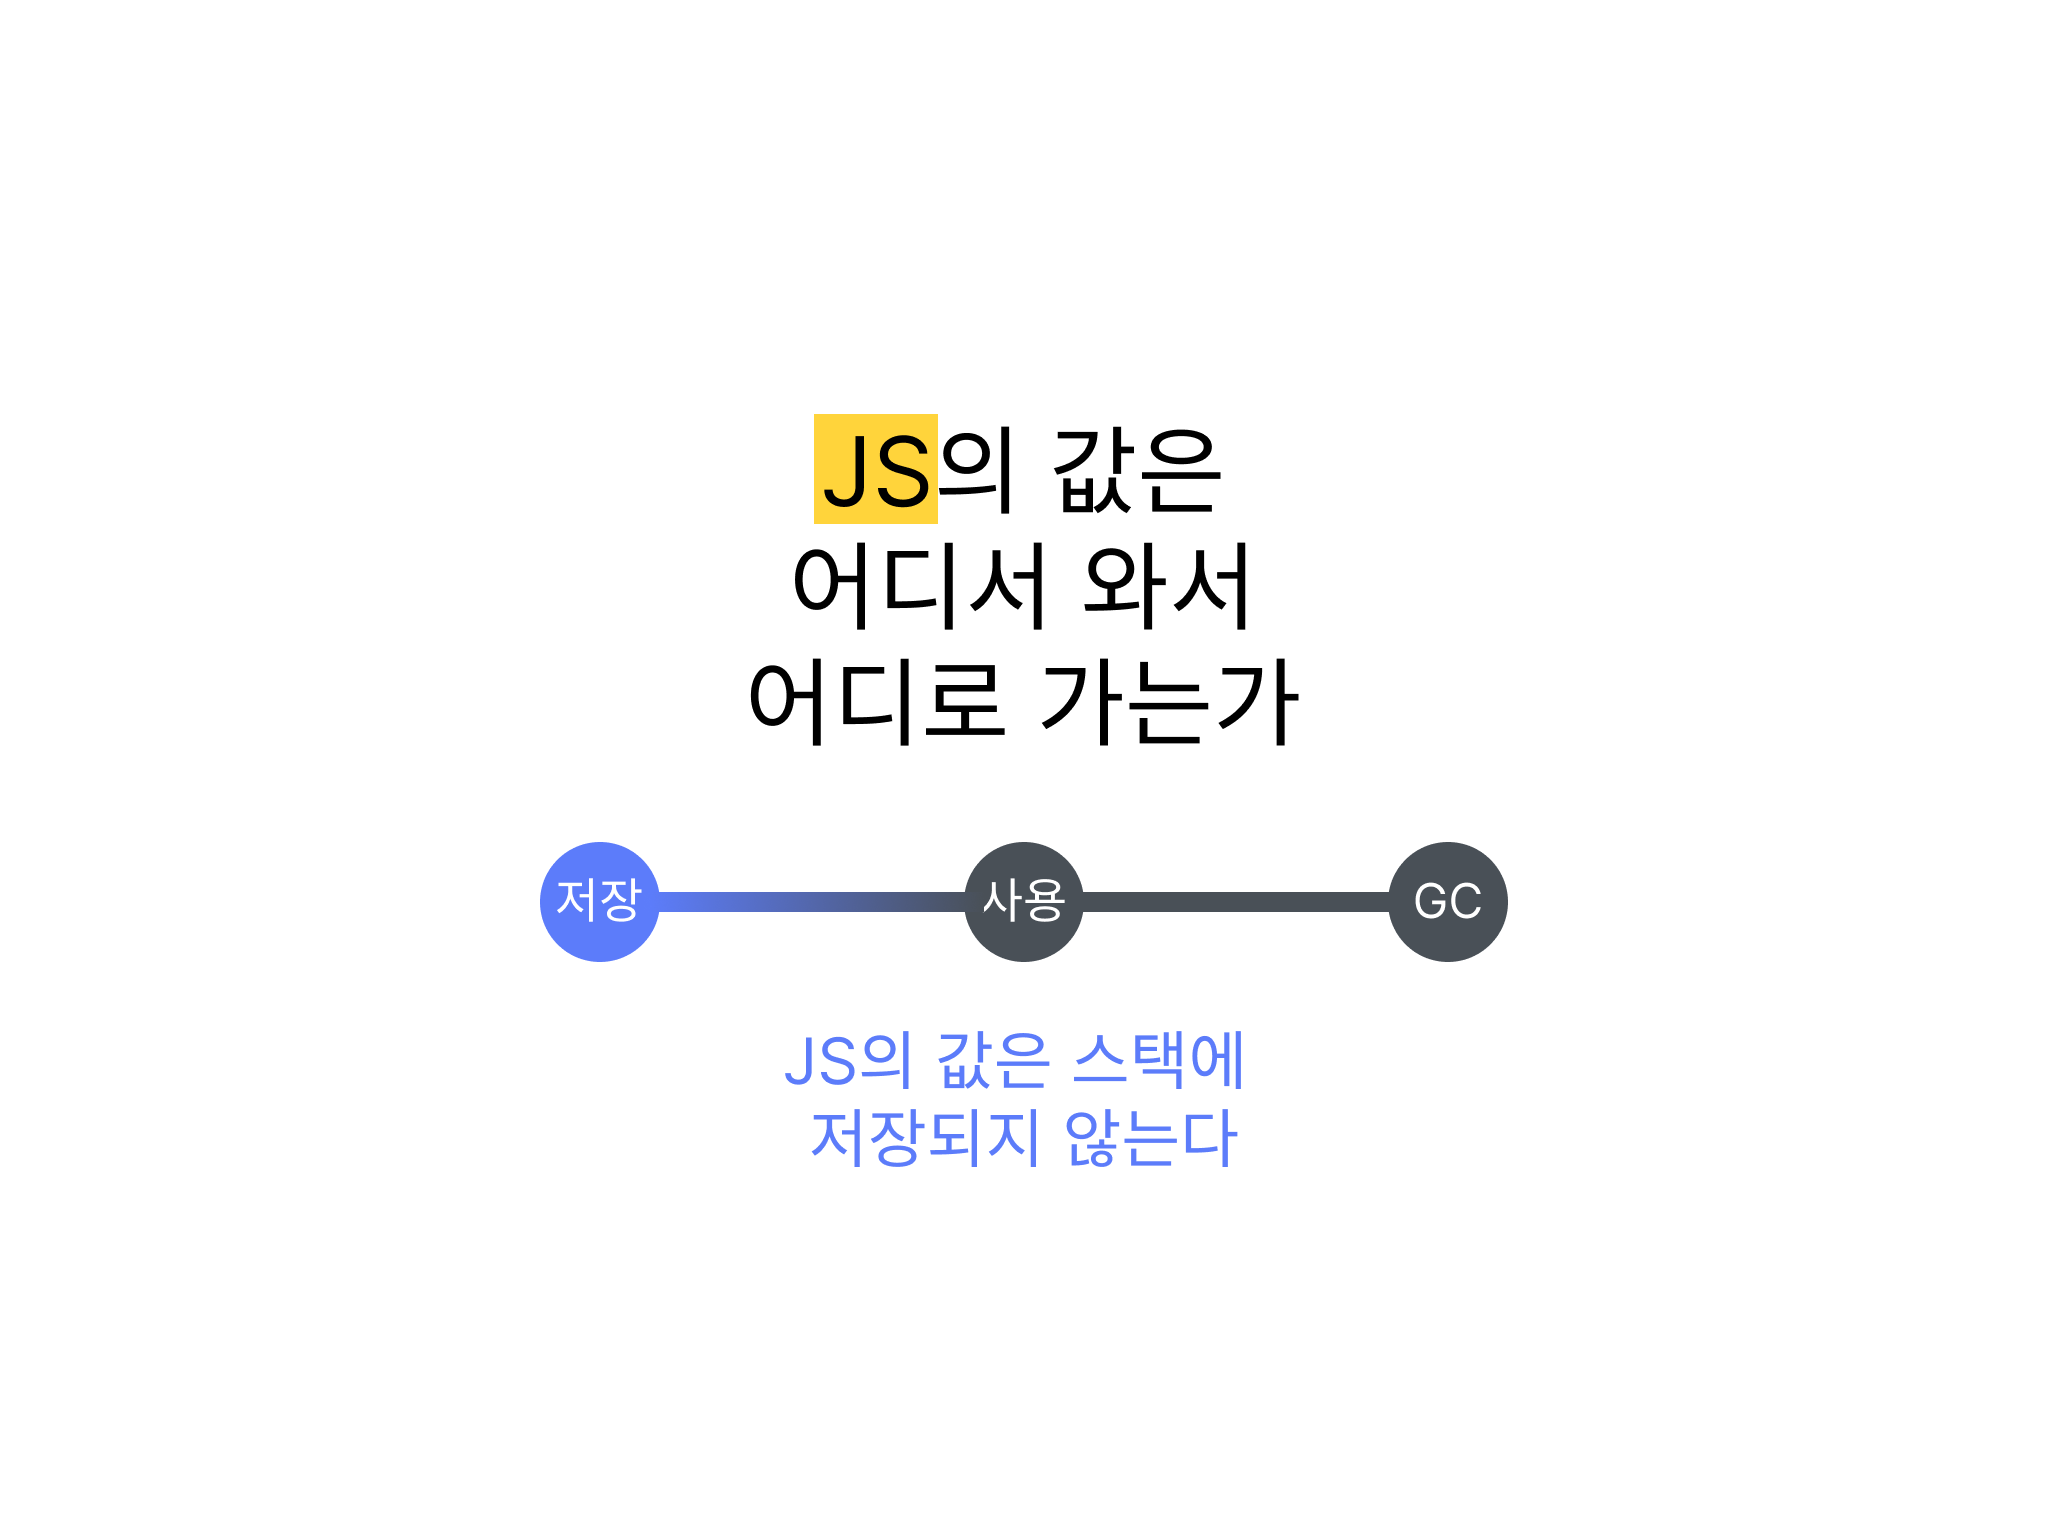 JS의 값은
어디서 와서
어디로 가는가
저장
사용
GC
JS의 값은 스택에
저장되지 않는다